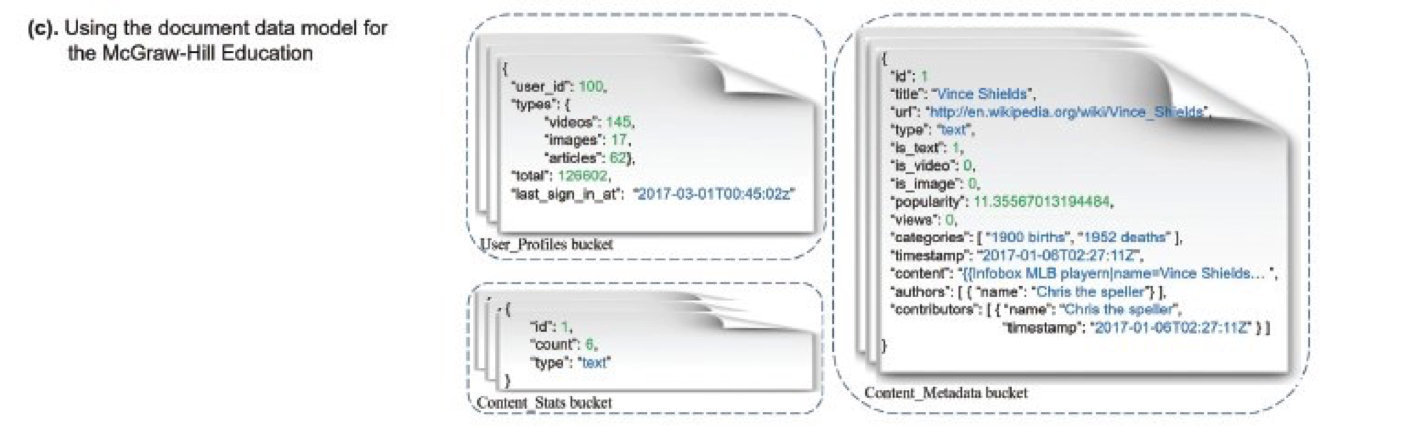 (c). Using the document data model for
the McGraw-Hill Education
{
"user_id": 100,
"types": {
"videos": 145,
"images": 17,
"articles": 62},
"total": 126602,
"last_sign_in_at": "2017-03-01T00:45:02z"
User_Profiles bucket
{
"id": 1,
"count": 6,
"type": "text"
}
Content_Stats bucket
{
"id": 1
"title": "Vince Shields",
"url": "http://en.wikipedia.org/wiki/Vince_Shields",
"type": "text",
"is_text": 1,
"is_video": 0,
"is_image": 0,
"popularity": 11.35567013194484,
"views": 0,
"categories": [ "1900 births", "1952 deaths" ],
"timestamp": "2017-01-06T02:27:11Z",
"content": "{{Infobox MLB playern|name=Vince Shields... ",
"authors": [ { "name": "Chris the speller"} ],
"contributors": [ { "name": "Chris the speller",
"timestamp": "2017-01-06T02:27:11Z" } ]
}
Content_Metadata bucket